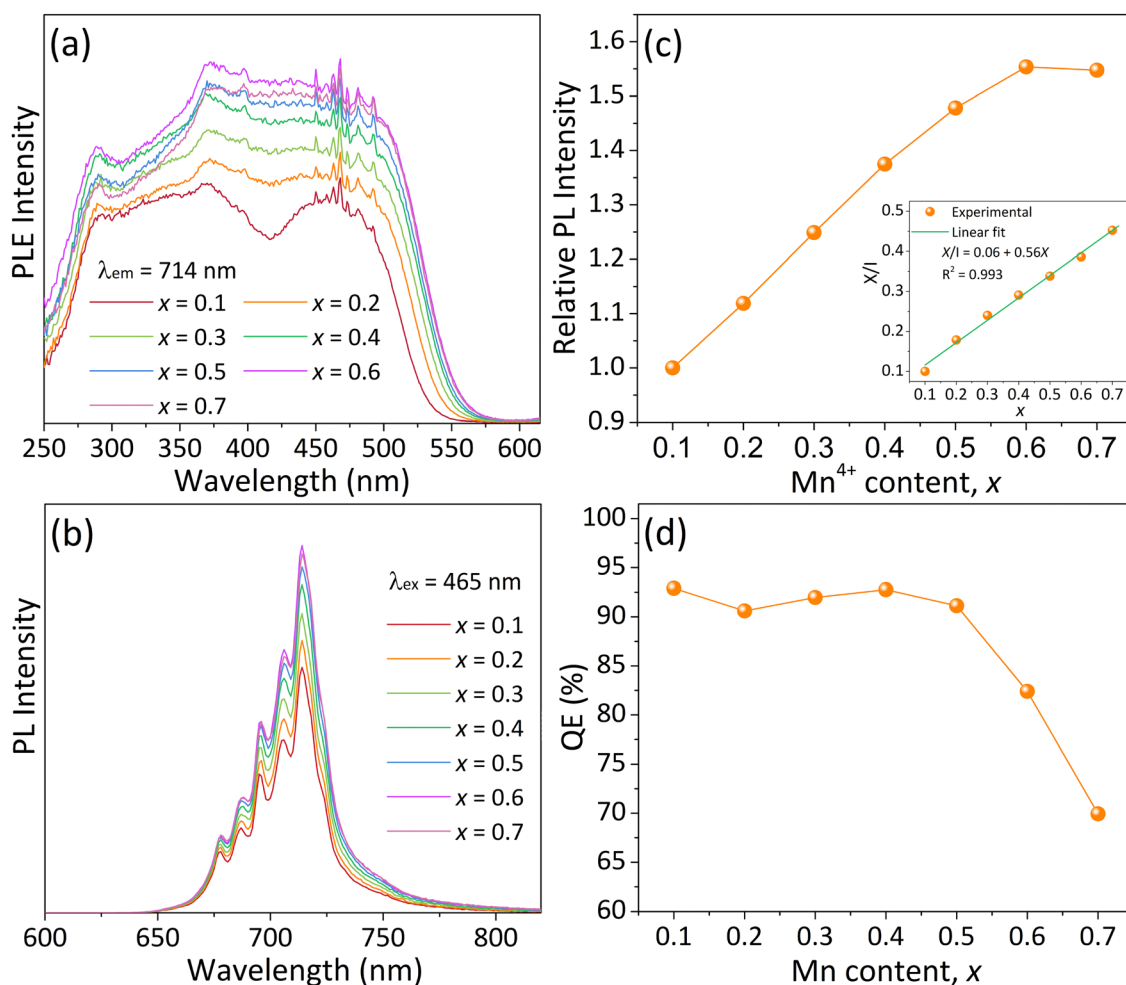 (a)
PLE Intensity
λem = 714 nm
x = 0.1
x = 0.2
x = 0.3
x = 0.4
x = 0.5
x = 0.6
x = 0.7
250 300 350 400 450 500 550 600
Wavelength (nm)
(c)
Relative PL Intensity
1.6
1.5
1.4
1.3
1.2
1.1
1.0
0.9
0.1 0.2 0.3 0.4 0.5 0.6 0.7
Mn⁴⁺ content, x
X/I
0.5
0.4
0.3
0.2
0.1
Experimental
Linear fit
X/I = 0.06 + 0.56X
R² = 0.993
0.1 0.2 0.3 0.4 0.5 0.6 0.7
x
(b)
PL Intensity
λex = 465 nm
x = 0.1
x = 0.2
x = 0.3
x = 0.4
x = 0.5
x = 0.6
x = 0.7
600 650 700 750 800
Wavelength (nm)
(d)
QE (%)
100
95
90
85
80
75
70
65
60
0.1 0.2 0.3 0.4 0.5 0.6 0.7
Mn content, x